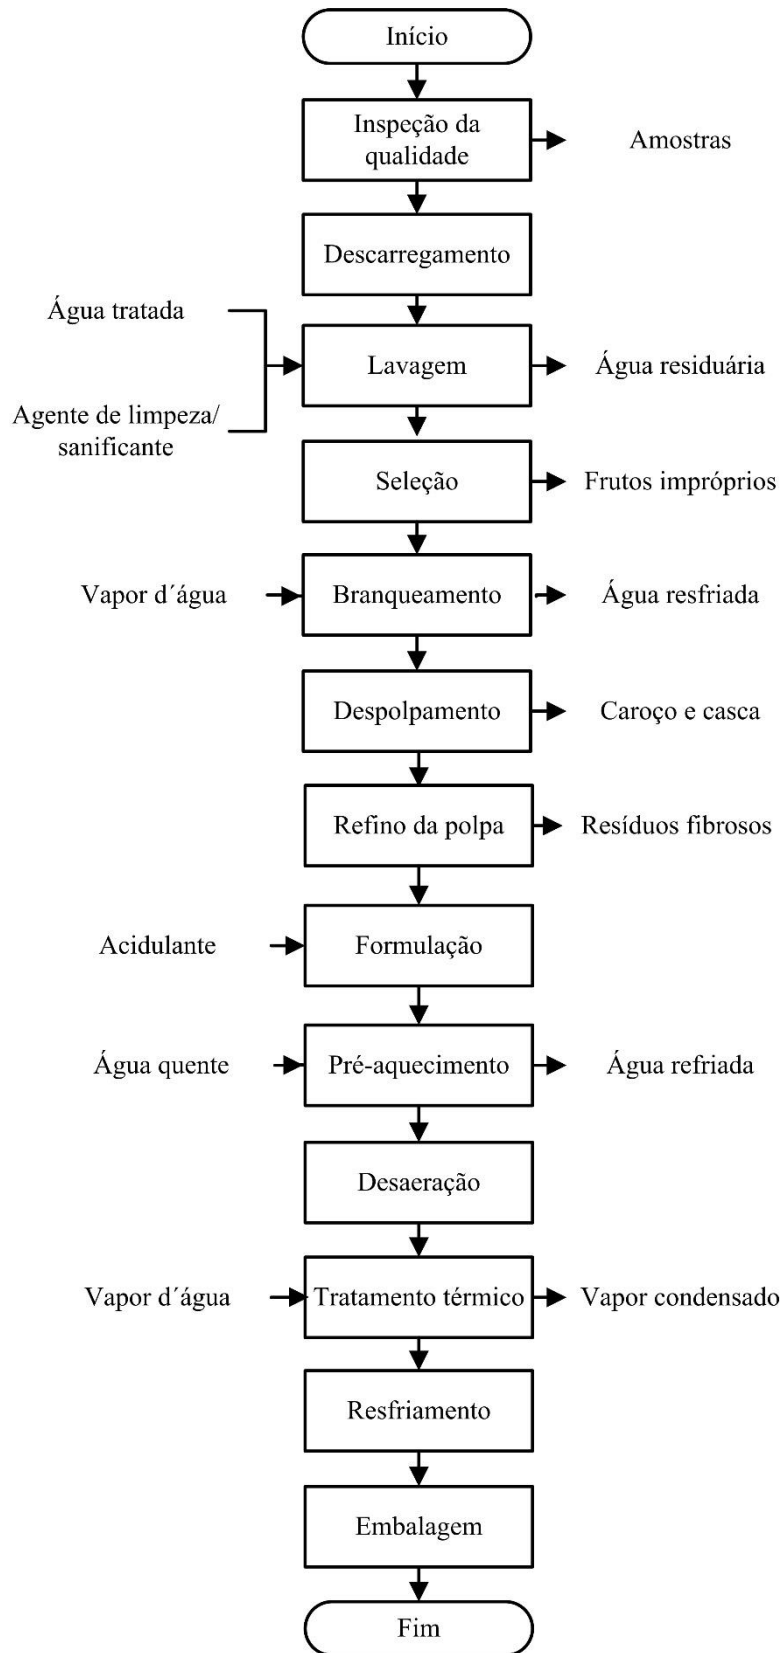 Início
Inspeção da
qualidade
Amostras
Descarregamento
Água tratada
Lavagem
Água residuária
Agente de limpeza/
sanificante
Seleção
Frutos impróprios
Vapor d´água
Branqueamento
Água resfriada
Despolpamento
Caroço e casca
Refino da polpa
Resíduos fibrosos
Acidulante
Formulação
Água quente
Pré-aquecimento
Água refriada
Desaeração
Vapor d´água
Tratamento térmico
Vapor condensado
Resfriamento
Embalagem
Fim